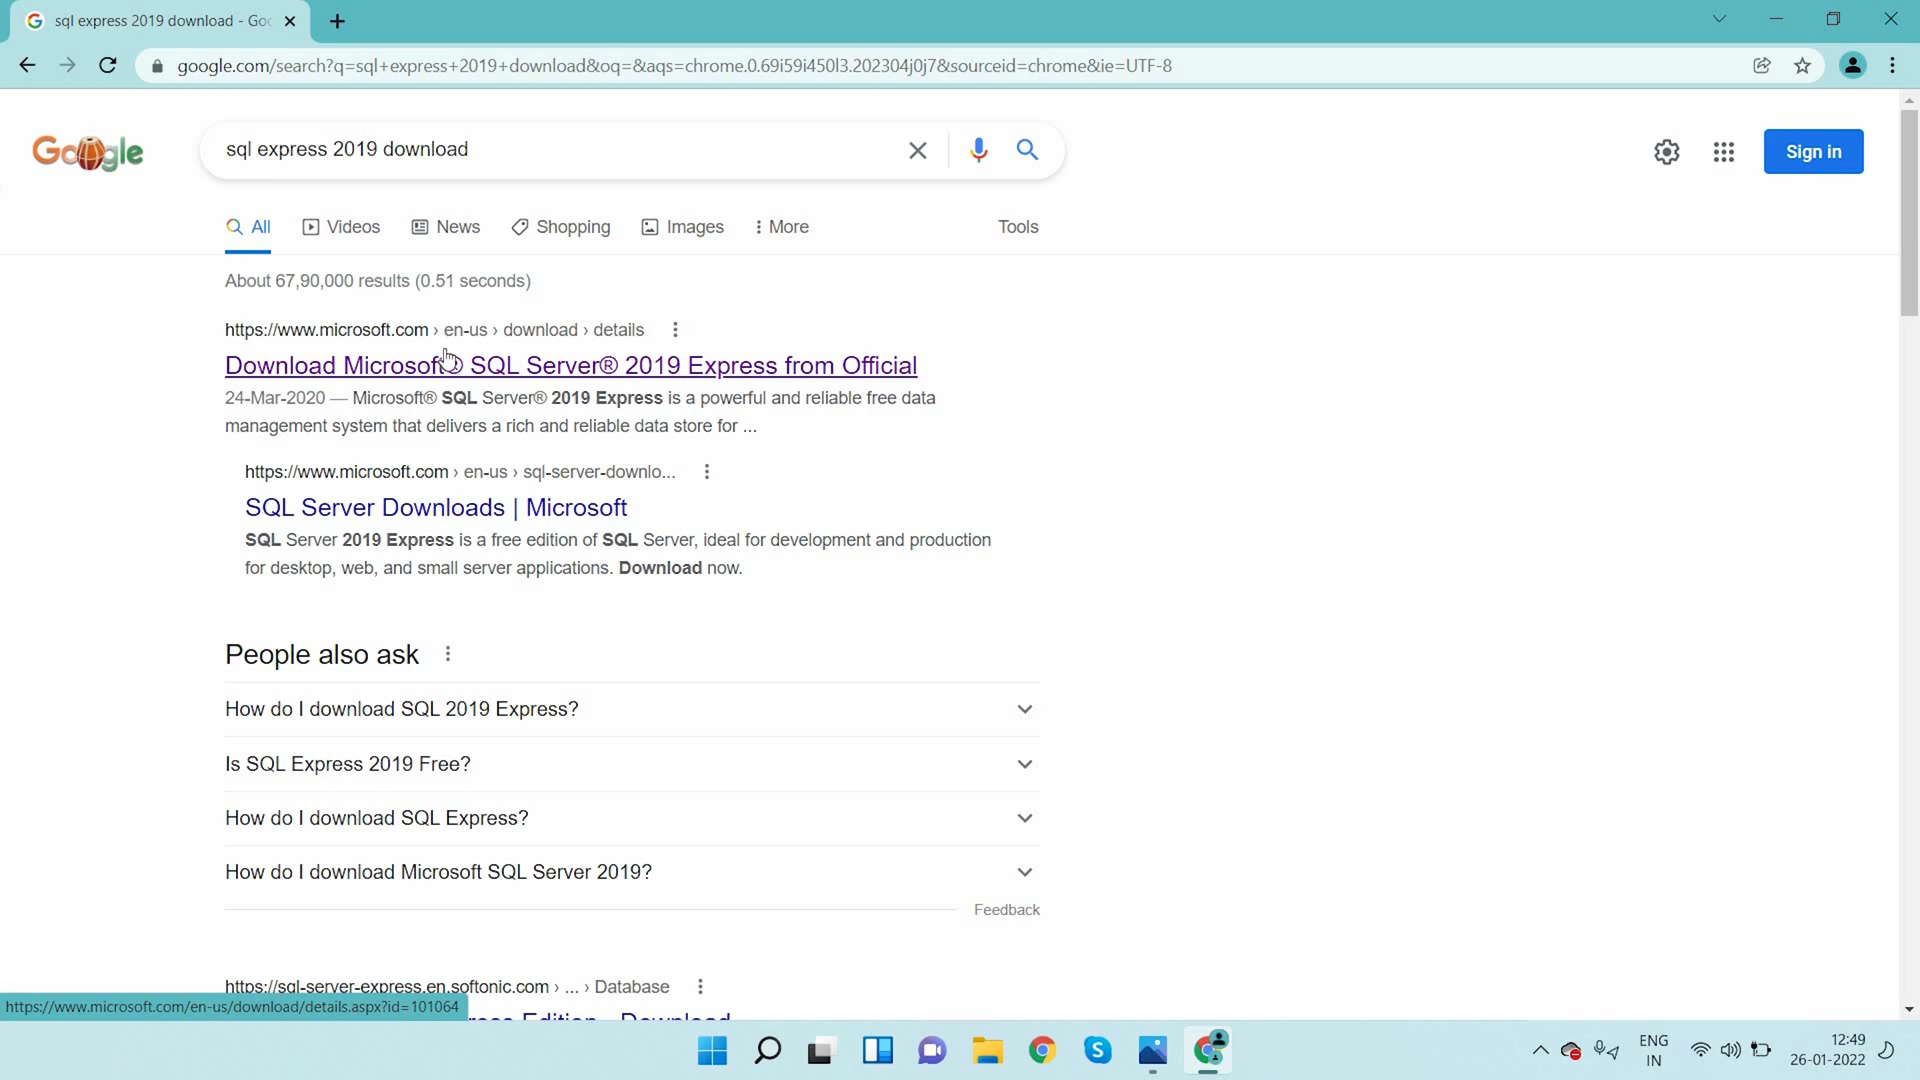 sql express 2019 download - Goo
google.com/search?q=sql+express+2019+download&oq=&aqs=chrome.0.69i59i450l3.202304j0j7&sourceid=chrome&ie=UTF-8
Google
sql express 2019 download
Sign in
All Videos News Shopping Images More Tools
About 67,90,000 results (0.51 seconds)
https://www.microsoft.com › en-us › download › details
Download Microsoft® SQL Server® 2019 Express from Official
24-Mar-2020 — Microsoft® SQL Server® 2019 Express is a powerful and reliable free data
management system that delivers a rich and reliable data store for ...
https://www.microsoft.com › en-us › sql-server-downlo...
SQL Server Downloads | Microsoft
SQL Server 2019 Express is a free edition of SQL Server, ideal for development and production
for desktop, web, and small server applications. Download now.
People also ask
How do I download SQL 2019 Express?
Is SQL Express 2019 Free?
How do I download SQL Express?
How do I download Microsoft SQL Server 2019?
Feedback
https://sql-server-express.en.softonic.com › ... › Database
https://www.microsoft.com/en-us/download/details.aspx?id=101064
Edition - Download
ENG
IN
12:49
26-01-2022